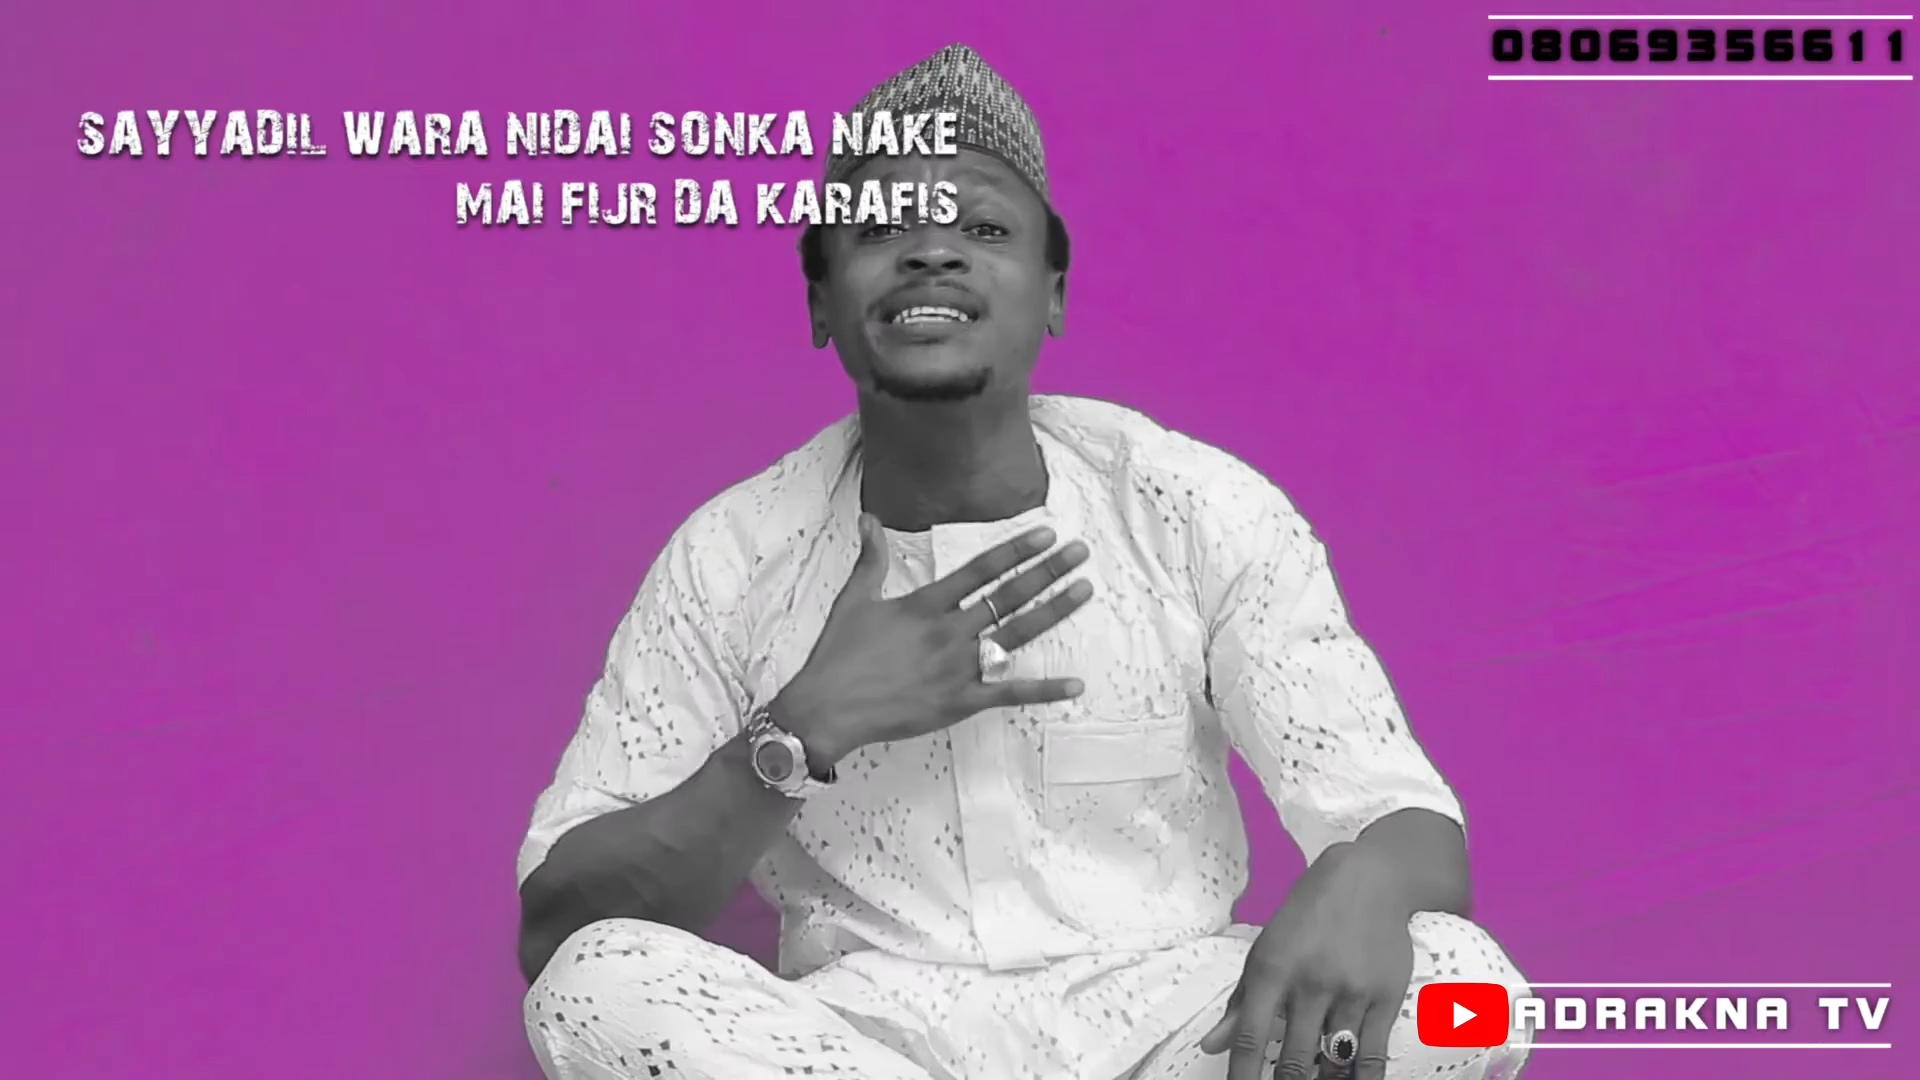 08069356611
SAYYADIL WARA NIDAI SONKA NAKE
MAI FIJR DA KARAFIS
ADRAKNA TV